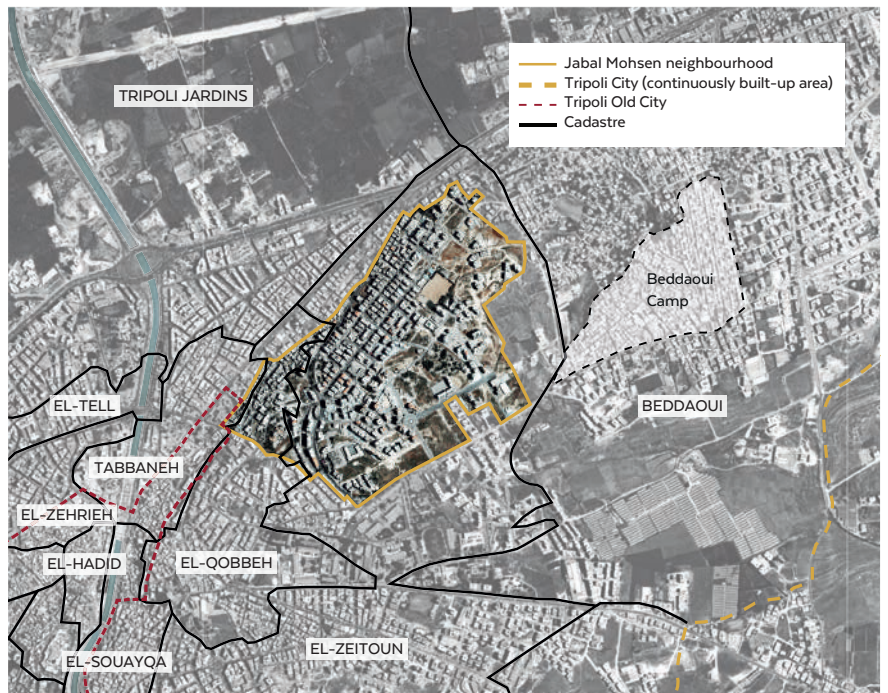 Jabal Mohsen neighbourhood
Tripoli City (continuously built-up area)
Tripoli Old City
Cadastre
TRIPOLI JARDINS
Beddaoui
Camp
EL-TELL
BEDDAOUI
TABBANEH
EL-ZEHRIEH
EL-HADID
EL-QOBBEH
EL-ZEITOUN
EL-SOUAYQA